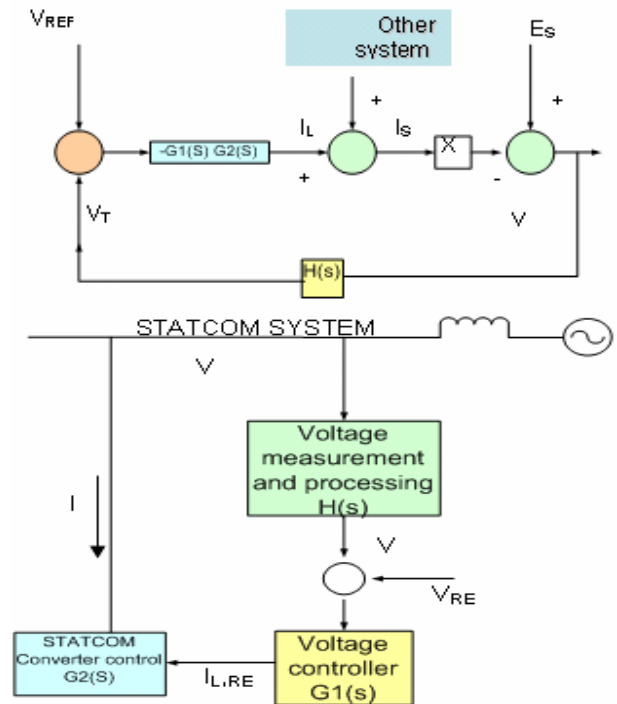 VREF
Other
system
ES
+
+
IL
IS
-G1(S) G2(S)
X
+
-
VT
V
H(s)
STATCOM SYSTEM
V
Voltage
measurement
and processing
H(s)
I
V
VRE
STATCOM
Converter control
G2(S)
IL,RE
Voltage
controller
G1(s)